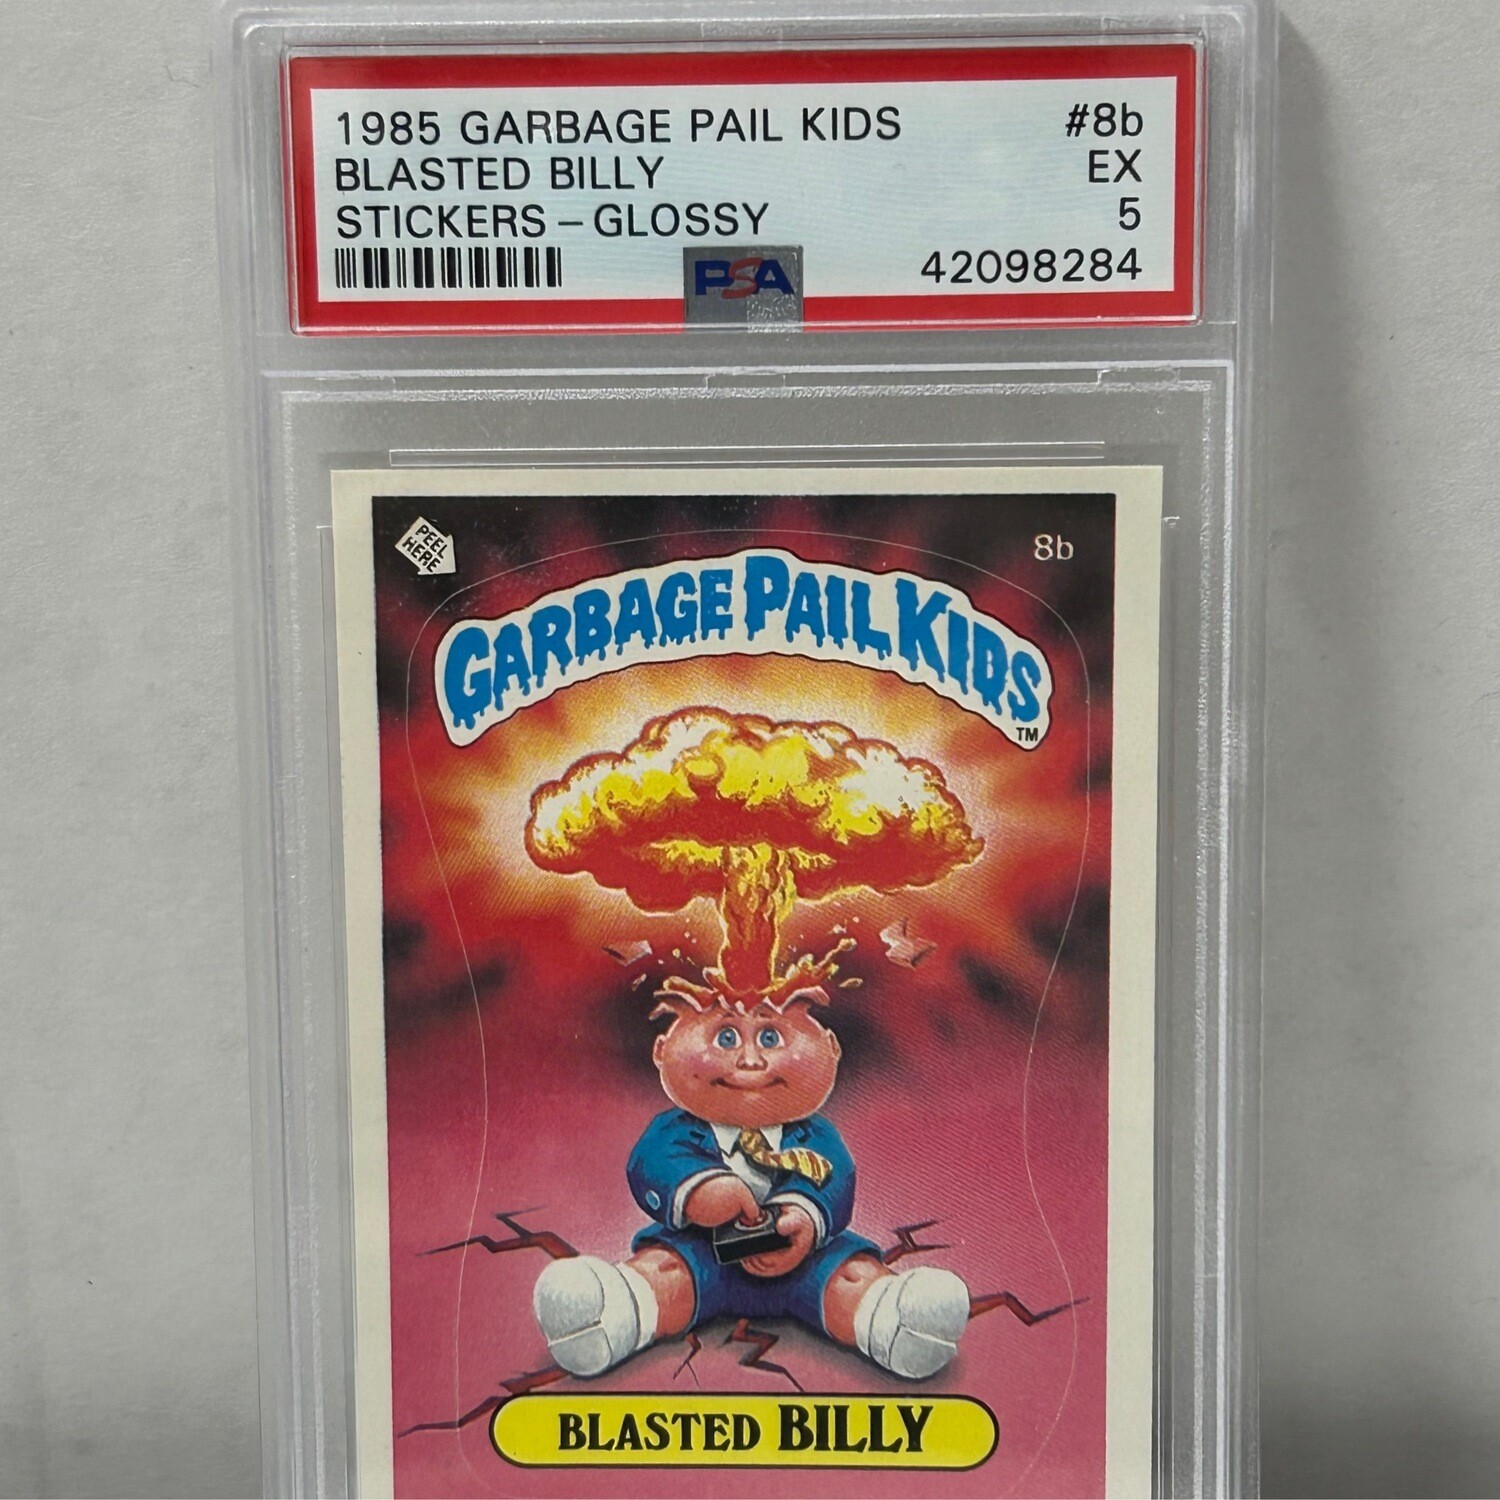 1985 GARBAGE PAIL KIDS #8b
BLASTED BILLY EX
STICKERS – GLOSSY 5
PSA 42098284
PEEL
HERE
8b
GARBAGE PAIL KIDS
TM
BLASTED BILLY